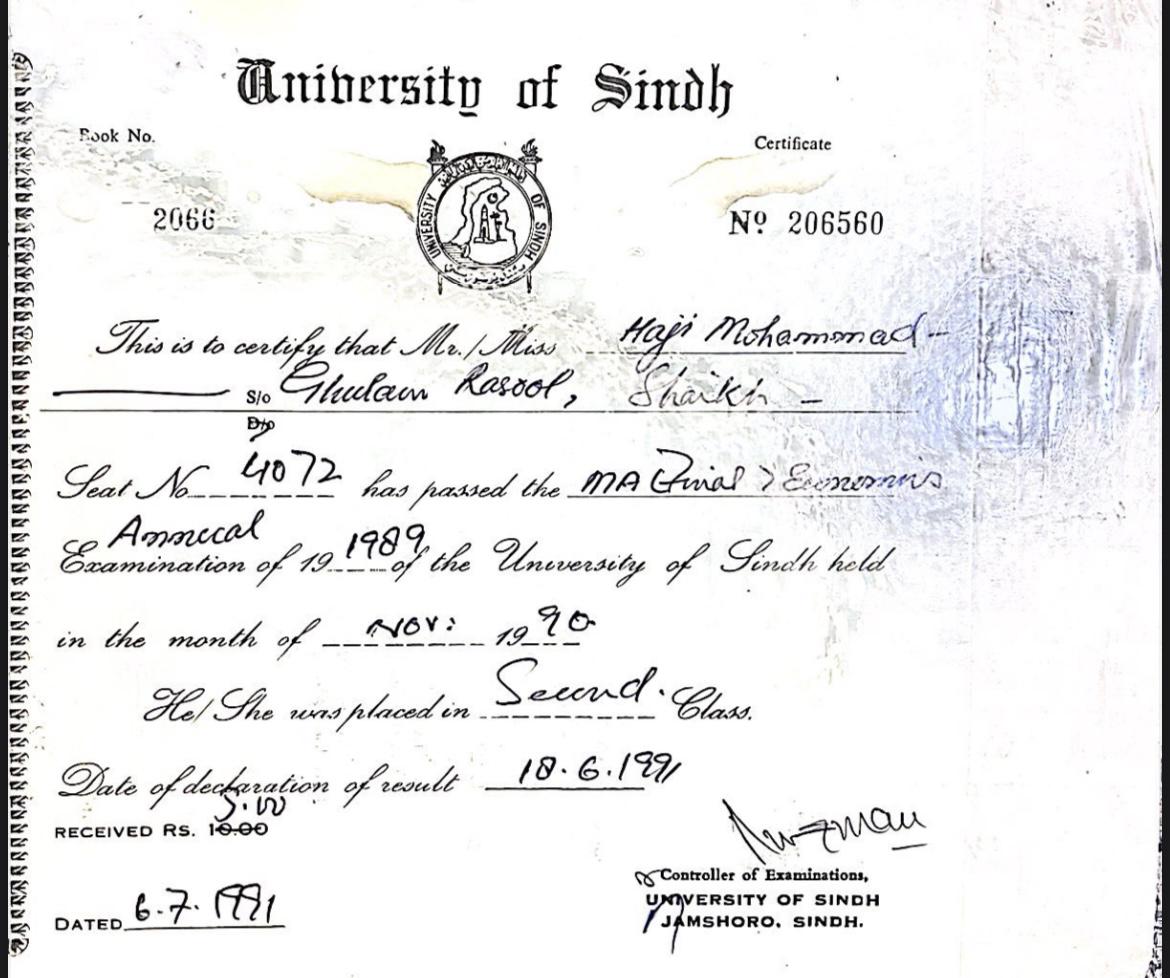 University of Sindh
Book No.
Certificate
2066
Nº 206560
UNIVERSITY OF SINDH
This is to certify that Mr./Miss Haji Mohammad -
S/o Ghulam Rasool, Shaikh -
D/o
Seat No 4072 has passed the MA (Final) Economics
Annual
Examination of 19 1989 of the University of Sindh held
in the month of Nov: 1990
He/She was placed in Second. Class.
Date of declaration of result 18.6.1991
5.00
RECEIVED RS. 10.00
Controller of Examinations,
UNIVERSITY OF SINDH
JAMSHORO, SINDH.
DATED 6.7.1991